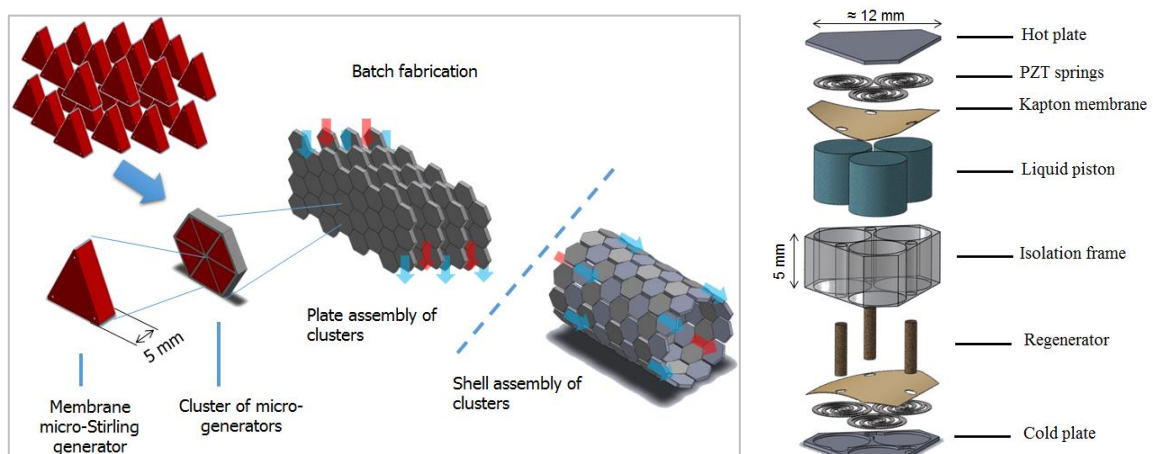 Batch fabrication
5 mm
Plate assembly of
clusters
Shell assembly of
clusters
Membrane
micro-Stirling
generator
Cluster of micro-
generators
≈ 12 mm
Hot plate
PZT springs
Kapton membrane
Liquid piston
Isolation frame
5 mm
Regenerator
Cold plate